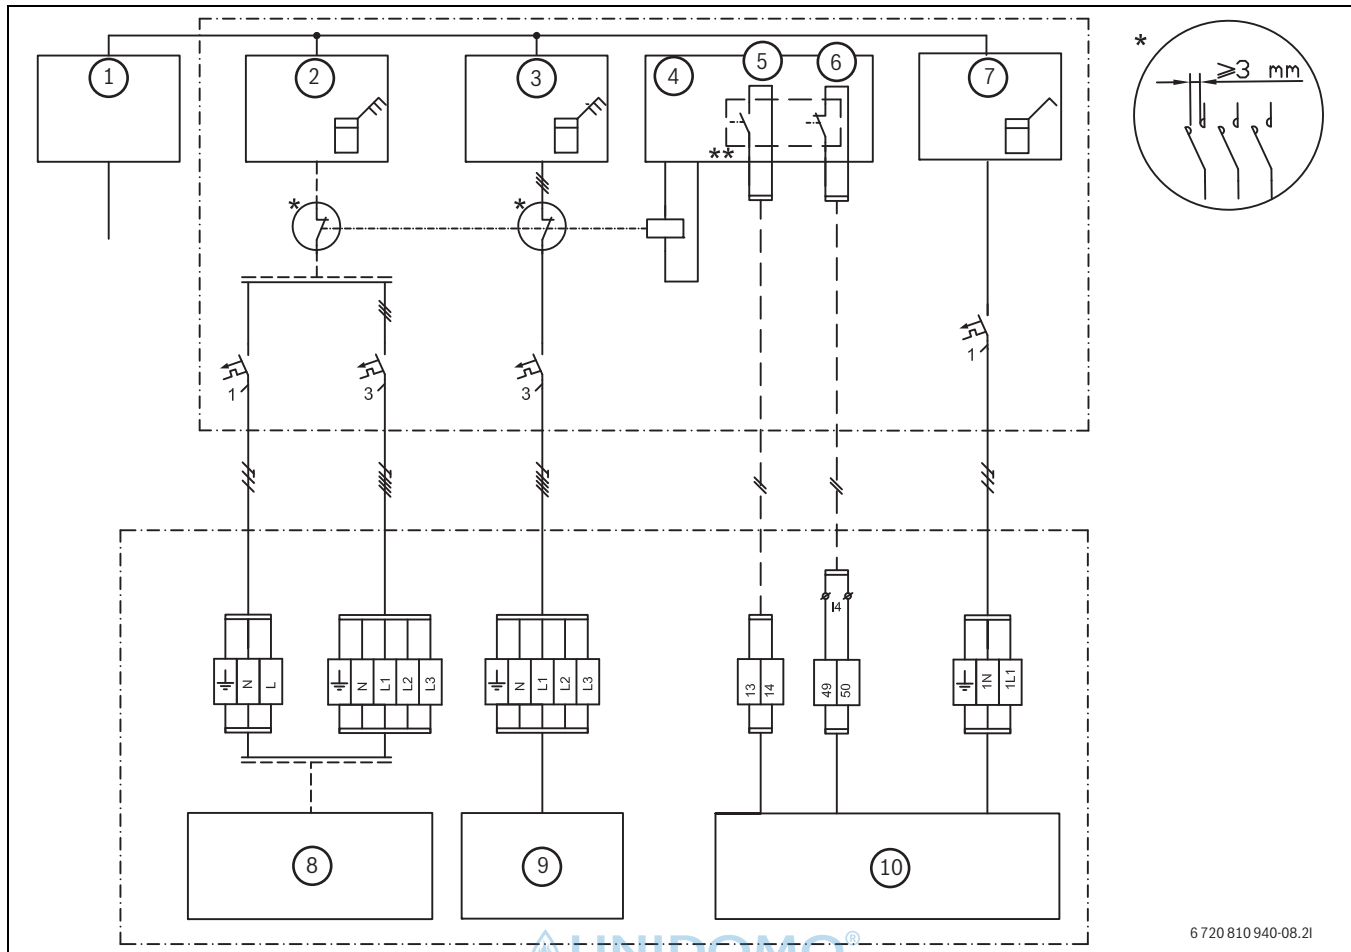 * ≥3 mm
1 2 3 4 5 6 7
**
* *
1 3 3 1
I4
N L N L1 L2 L3 N L1 L2 L3 13 14 49 50 1N 1L1
8 9 10
UNIDOMO®
6 720 810 940-08.2I